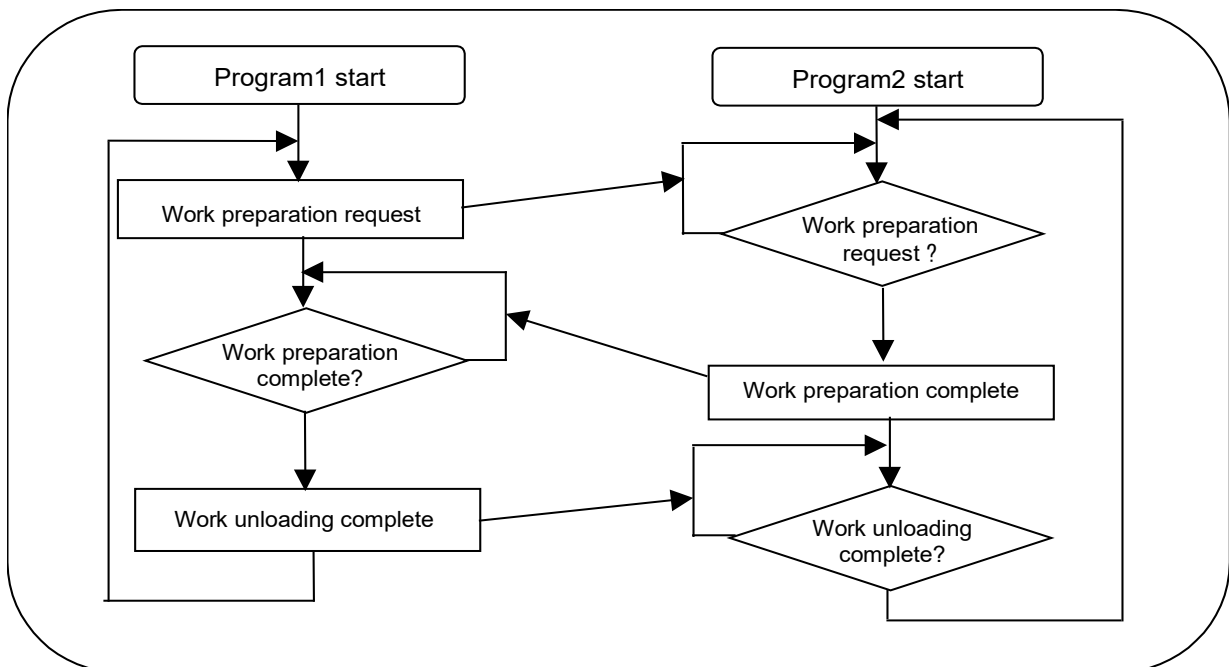 Program1 start
Work preparation request
Work preparation
complete?
Work unloading complete
Program2 start
Work preparation
request ?
Work preparation complete
Work unloading
complete?